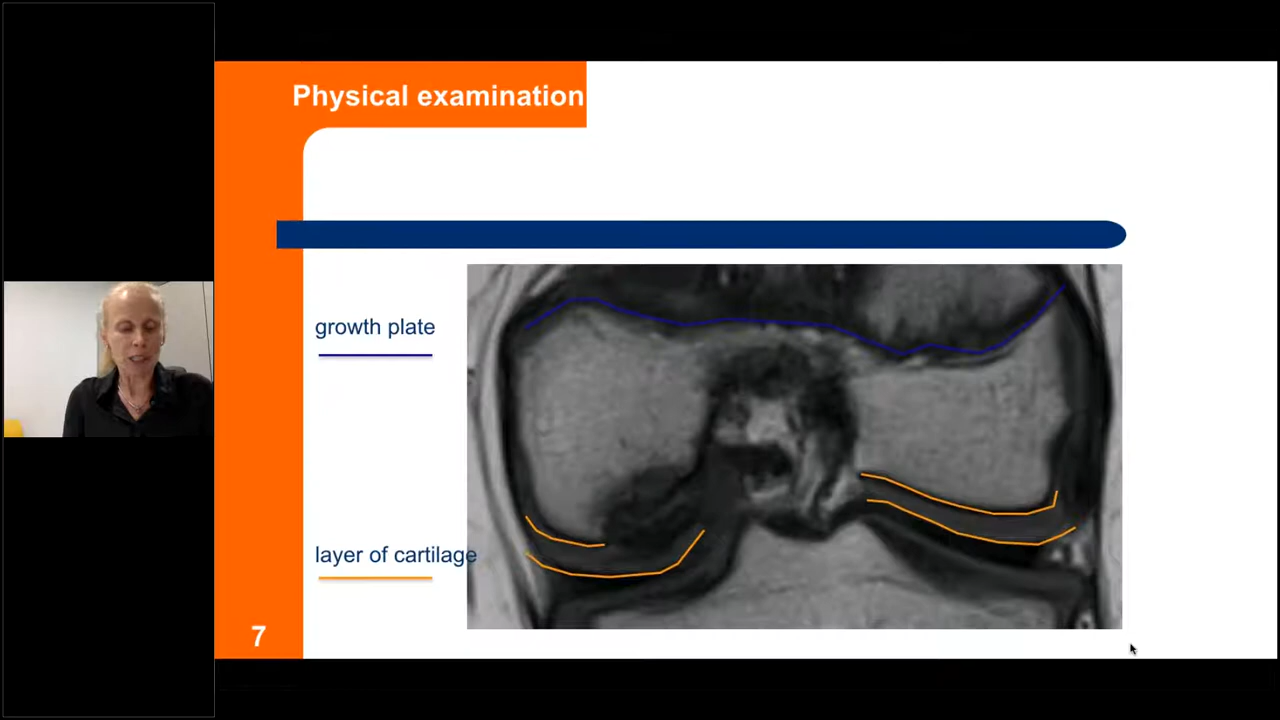 Physical examination
growth plate
layer of cartilage
7